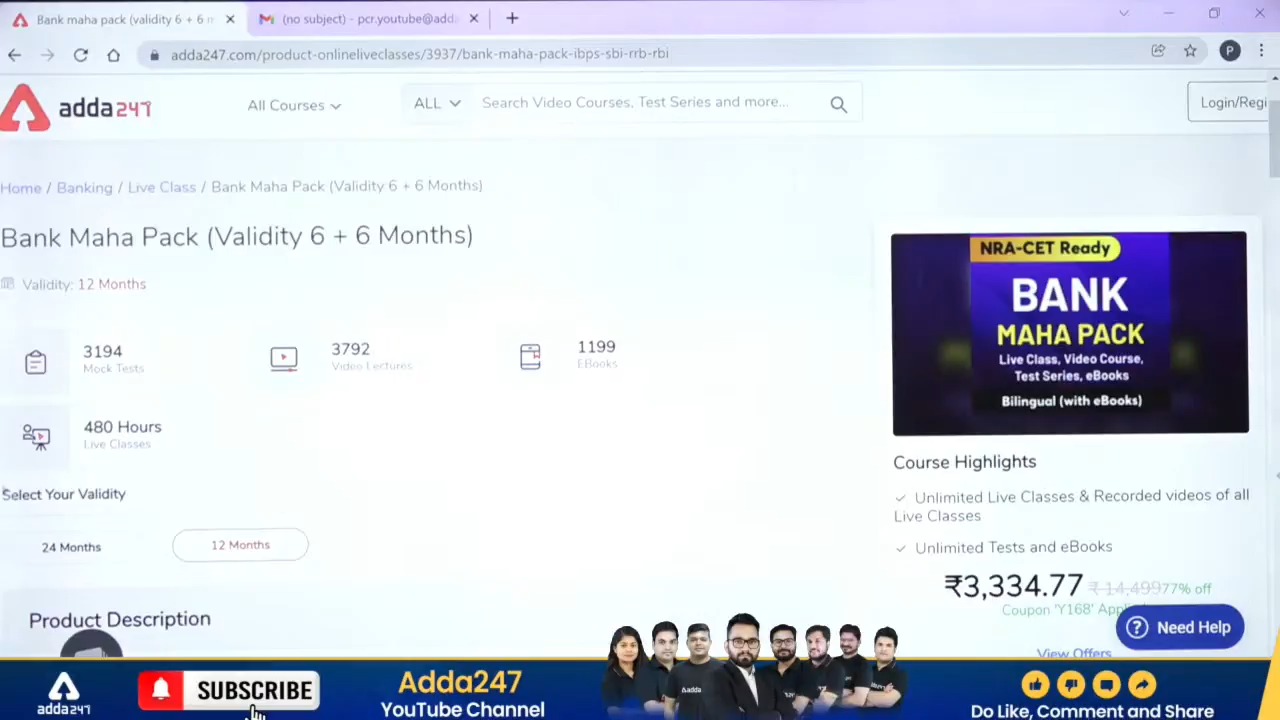 Bank maha pack (validity 6 + 6 m
(no subject) - pcr.youtube@add
adda247.com/product-onlineliveclasses/3937/bank-maha-pack-ibps-sbi-rrb-rbi
P
adda247
All Courses
ALL
Search Video Courses, Test Series and more...
Login/Regi
Home / Banking / Live Class / Bank Maha Pack (Validity 6 + 6 Months)
Bank Maha Pack (Validity 6 + 6 Months)
Validity: 12 Months
3194
Mock Tests
3792
Video Lectures
1199
EBooks
480 Hours
Live Classes
Select Your Validity
24 Months
12 Months
Product Description
NRA-CET Ready
BANK
MAHA PACK
Live Class, Video Course,
Test Series, eBooks
Bilingual (with eBooks)
Course Highlights
Unlimited Live Classes & Recorded videos of all
Live Classes
Unlimited Tests and eBooks
₹3,334.77 ₹ 14,499 77% off
Coupon 'Y168' Appli
Need Help
View Offers
adda247
SUBSCRIBE
Adda247
YouTube Channel
Adda
Do Like, Comment and Share